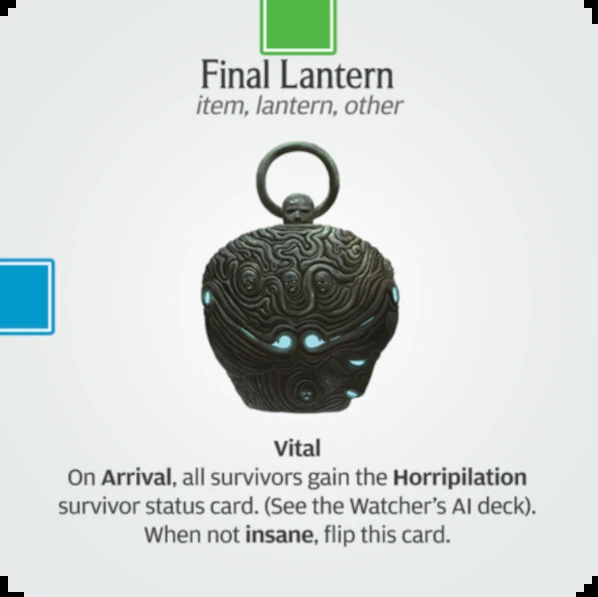 Final Lantern
item, lantern, other
Vital
On Arrival, all survivors gain the Horripilation
survivor status card. (See the Watcher’s AI deck).
When not insane, flip this card.